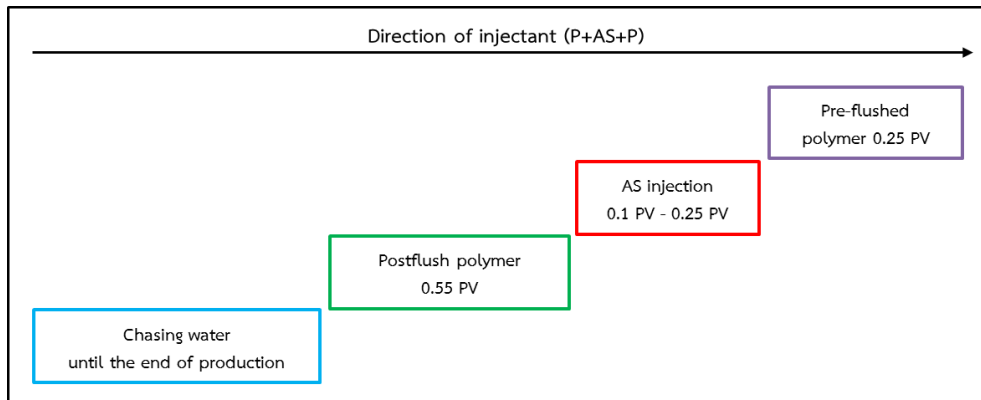 Direction of injectant (P+AS+P)
Pre-flushed
polymer 0.25 PV
AS injection
0.1 PV - 0.25 PV
Postflush polymer
0.55 PV
Chasing water
until the end of production